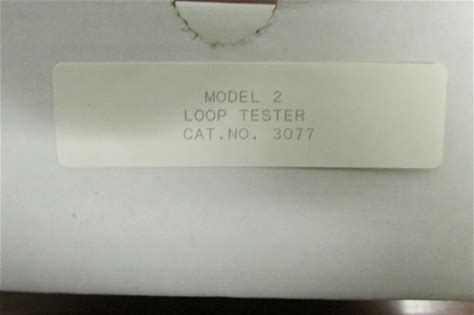 MODEL 2
LOOP TESTER
CAT.NO. 3077